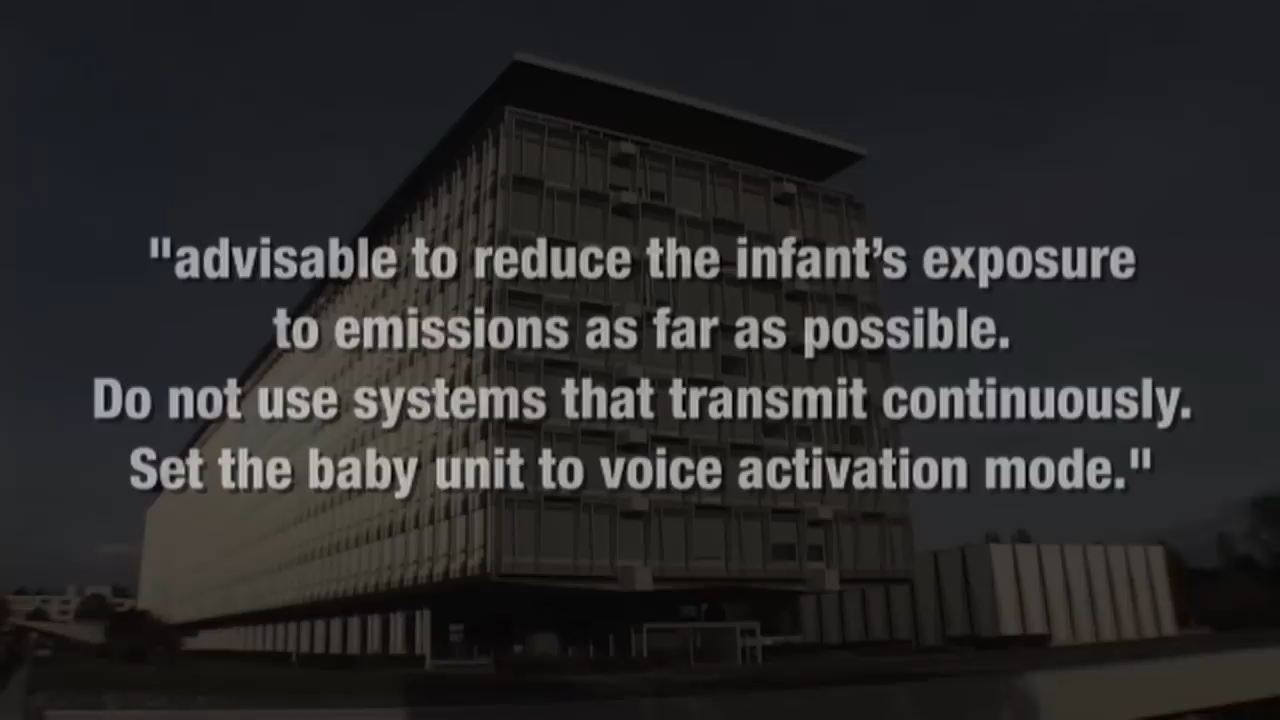 "advisable to reduce the infant’s exposure
to emissions as far as possible.
Do not use systems that transmit continuously.
Set the baby unit to voice activation mode."